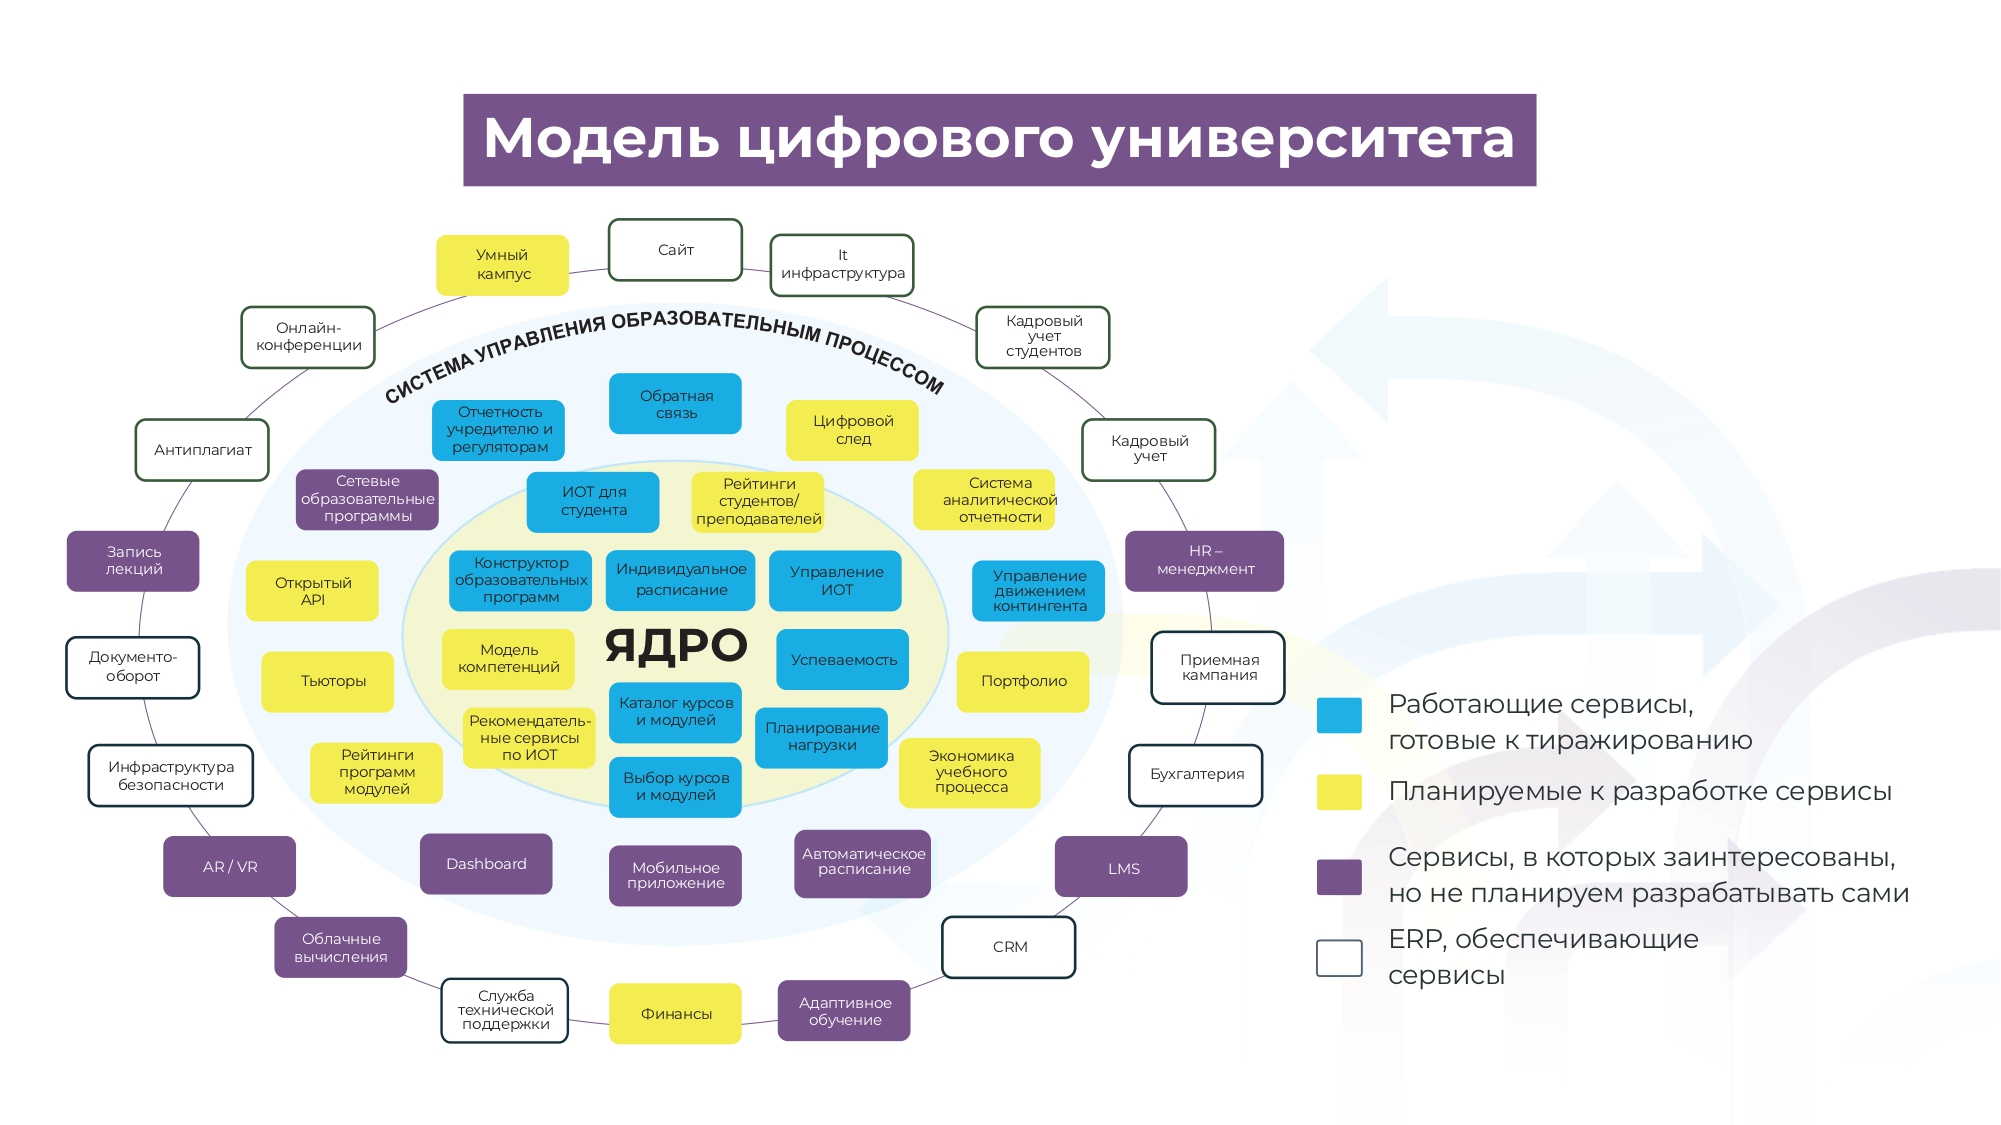 Модель цифрового университета
Умный
кампус
Сайт
It
инфраструктура
Онлайн-
конференции
Кадровый
учет
студентов
Антиплагиат
Кадровый
учет
Запись
лекций
HR –
менеджмент
Документо-
оборот
Приемная
кампания
Инфраструктура
безопасности
Бухгалтерия
AR / VR
LMS
Облачные
вычисления
CRM
Служба
технической
поддержки
Финансы
Адаптивное
обучение
СИСТЕМА УПРАВЛЕНИЯ ОБРАЗОВАТЕЛЬНЫМ ПРОЦЕССОМ
Обратная
связь
Отчетность
учредителю и
регуляторам
Цифровой
след
Сетевые
образовательные
программы
Система
аналитической
отчетности
Открытый
API
Управление
движением
контингента
Тьюторы
Портфолио
Рейтинги
программ
модулей
Экономика
учебного
процесса
Dashboard
Мобильное
приложение
Автоматическое
расписание
ИОТ для
студента
Рейтинги
студентов/
преподавателей
Конструктор
образовательных
программ
Индивидуальное
расписание
Управление
ИОТ
ЯДРО
Модель
компетенций
Успеваемость
Рекомендатель-
ные сервисы
по ИОТ
Каталог курсов
и модулей
Планирование
нагрузки
Выбор курсов
и модулей
Работающие сервисы,
готовые к тиражированию
Планируемые к разработке сервисы
Сервисы, в которых заинтересованы,
но не планируем разрабатывать сами
ERP, обеспечивающие
сервисы